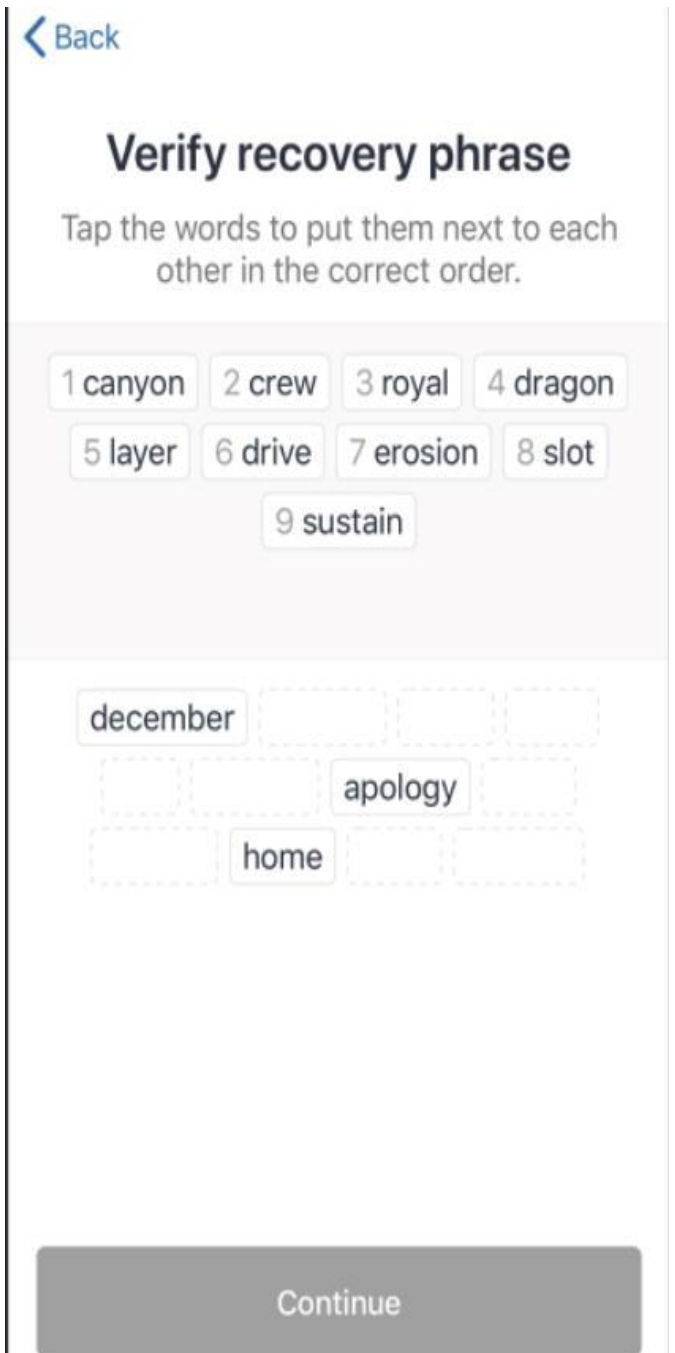 Back
Verify recovery phrase
Tap the words to put them next to each
other in the correct order.
1 canyon 2 crew 3 royal 4 dragon
5 layer 6 drive 7 erosion 8 slot
9 sustain
december
apology
home
Continue